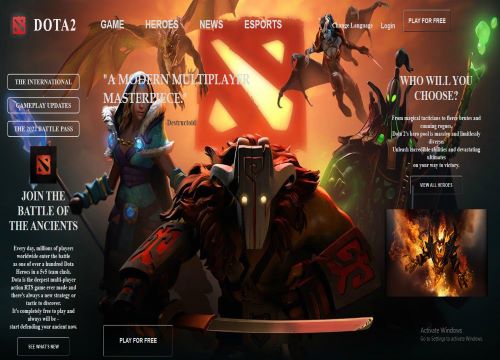 DOTA2
GAME
HEROES
NEWS
ESPORTS
Change Language
Login
PLAY FOR FREE
THE INTERNATIONAL
GAMEPLAY UPDATES
THE 2022 BATTLE PASS
"A MODERN MULTIPLAYER
MASTERPIECE."
Destructoid
WHO WILL YOU
CHOOSE?
From magical tacticians to fierce brutes and
cunning rogues,
Dota 2's hero pool is massive and limitlessly
diverse.
Unleash incredible abilities and devastating
ultimates
on your way to victory.
VIEW ALL HEROES
JOIN THE
BATTLE OF
THE ANCIENTS
Every day, millions of players
worldwide enter the battle
as one of over a hundred Dota
Heroes in a 5v5 team clash.
Dota is the deepest multi-player
action RTS game ever made and
there's always a new strategy or
tactic to discover.
It's completely free to play and
always will be –
start defending your ancient now.
SEE WHAT'S NEW
PLAY FOR FREE
Activate Windows
Go to Settings to activate Windows.